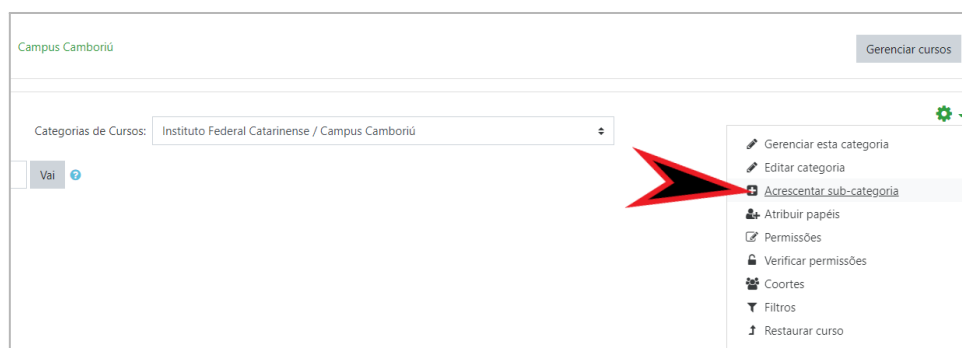 Campus Camboriú
Gerenciar cursos
Categorias de Cursos: Instituto Federal Catarinense / Campus Camboriú
Vai
Gerenciar esta categoria
Editar categoria
Acrescentar sub-categoria
Atribuir papéis
Permissões
Verificar permissões
Coortes
Filtros
Restaurar curso